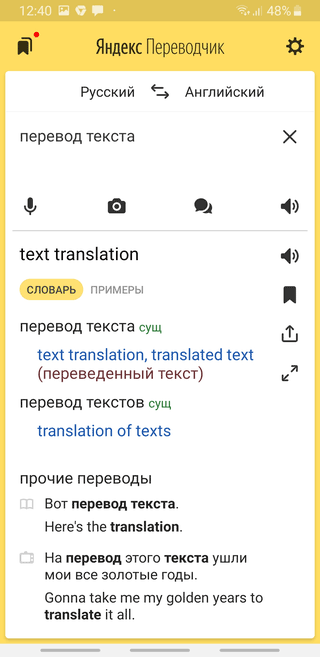 12:40 48%
Яндекс Переводчик
Русский Английский
перевод текста
text translation
СЛОВАРЬ ПРИМЕРЫ
перевод текста сущ
text translation, translated text
(переведенный текст)
перевод текстов сущ
translation of texts
прочие переводы
Вот перевод текста.
Here's the translation.
На перевод этого текста ушли
мои все золотые годы.
Gonna take me my golden years to
translate it all.